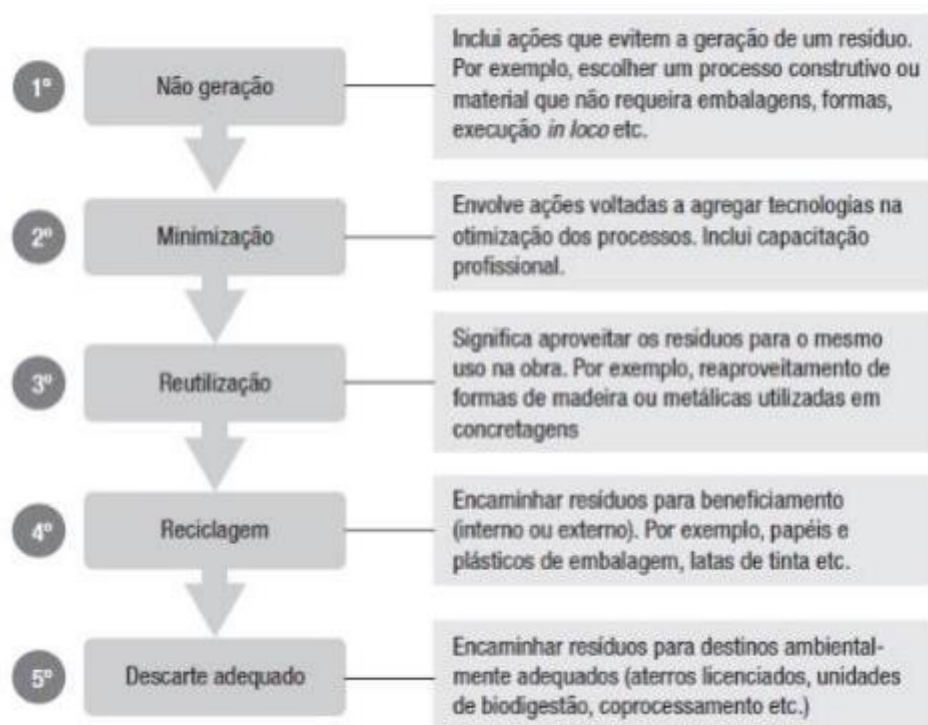 1º
Não geração
Inclui ações que evitem a geração de um resíduo.
Por exemplo, escolher um processo construtivo ou
material que não requeira embalagens, formas,
execução in loco etc.
2º
Minimização
Envolve ações voltadas a agregar tecnologias na
otimização dos processos. Inclui capacitação
profissional.
3º
Reutilização
Significa aproveitar os resíduos para o mesmo
uso na obra. Por exemplo, reaproveitamento de
formas de madeira ou metálicas utilizadas em
concretagens
4º
Reciclagem
Encaminhar resíduos para beneficiamento
(interno ou externo). Por exemplo, papéis e
plásticos de embalagem, latas de tinta etc.
5º
Descarte adequado
Encaminhar resíduos para destinos ambiental-
mente adequados (aterros licenciados, unidades
de biodigestão, coprocessamento etc.)